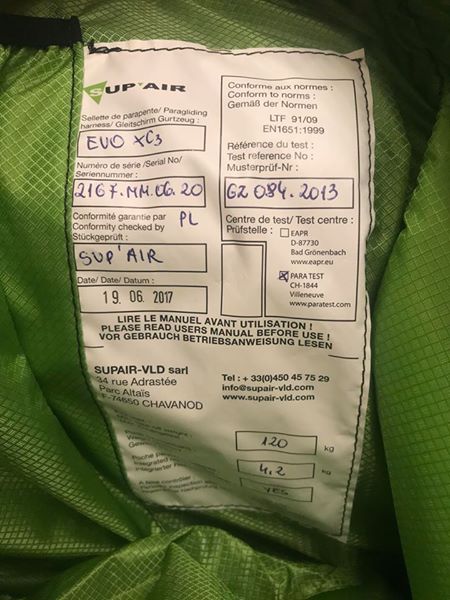 SUP'AIR
Sellette de parapente/ Paragliding
harness/ Gleitschirm Gurtzeug :
EVO XC3
Numéro de série /Serial No/
Seriennummer :
2167.MM.06.20
Conformité garantie par PL
Conformity checked by
Stückgeprüft :
SUP'AIR
Date/ Date/ Datum :
19 06 2017
Conforme aux normes :
Conform to norms :
Gemäß der Normen
LTF 91/09
EN1651:1999
Référence du test :
Test reference No :
Musterprüf-Nr :
GZ 084.2013
Centre de test/ Test centre :
Prüfstelle :
EAPR
D-87730
Bad Grönenbach
www.eapr.eu
PARA TEST
CH-1844
Villeneuve
www.paratest.com
LIRE LE MANUEL AVANT UTILISATION !
PLEASE READ USERS MANUAL BEFORE USE !
VOR GEBRAUCH BETRIEBSANWEISUNG LESEN
SUPAIR-VLD sarl
34 rue Adrastée
Parc Altaïs
F-74650 CHAVANOD
Tel : + 33(0)450 45 75 29
info@supair-vld.com
www.supair-vld.com
120 kg
Poche
4,2 kg
Integrated
Integrierter
A faire contrôler
YES